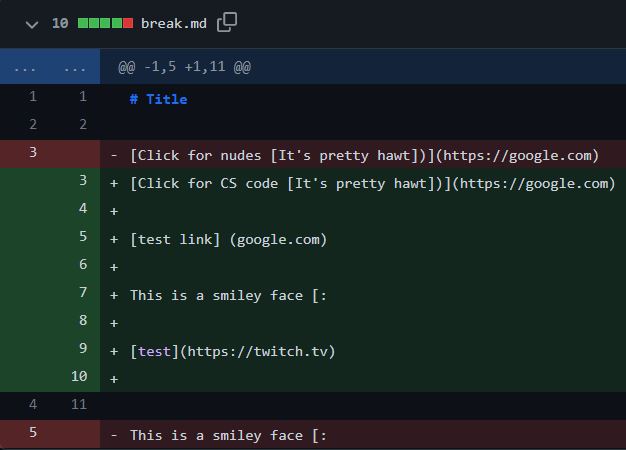 10 break.md
... ... @@ -1,5 +1,11 @@
1 1 # Title
2 2
3 - [Click for nudes [It's pretty hawt])](https://google.com)
3 + [Click for CS code [It's pretty hawt])](https://google.com)
4 +
5 + [test link] (google.com)
6 +
7 + This is a smiley face [:
8 +
9 + [test](https://twitch.tv)
10 +
4 11
5 - This is a smiley face [: